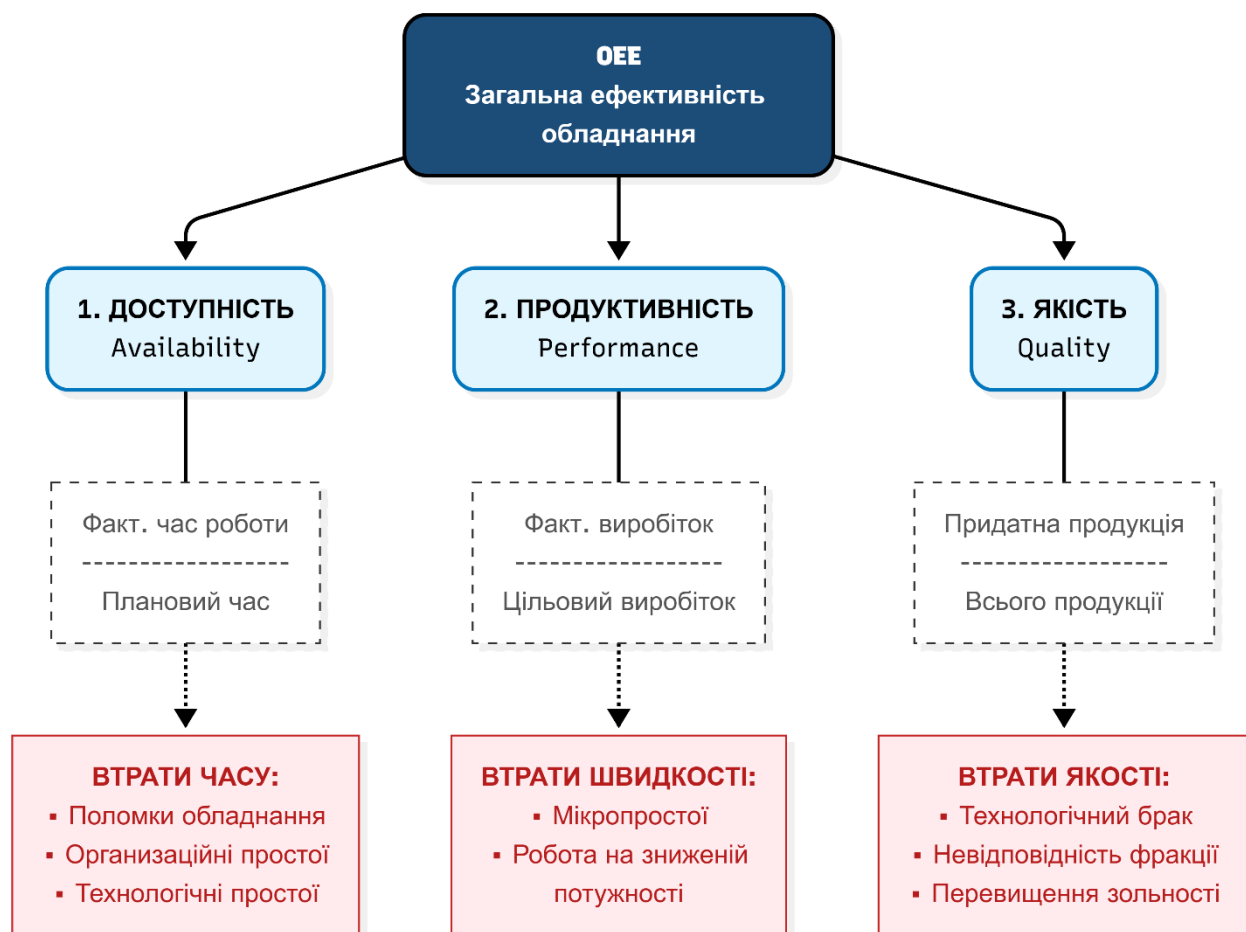 OEE
Загальна ефективність
обладнання
1. ДОСТУПНІСТЬ
Availability
2. ПРОДУКТИВНІСТЬ
Performance
3. ЯКІСТЬ
Quality
Факт. час роботи
-------------------
Плановий час
Факт. виробіток
-------------------
Цільовий виробіток
Придатна продукція
-------------------
Всього продукції
ВТРАТИ ЧАСУ:
▪ Поломки обладнання
▪ Організаційні простої
▪ Технологічні простої
ВТРАТИ ШВИДКОСТІ:
▪ Мікропростої
▪ Робота на зниженій
потужності
ВТРАТИ ЯКОСТІ:
▪ Технологічний брак
▪ Невідповідність фракції
▪ Перевищення зольності